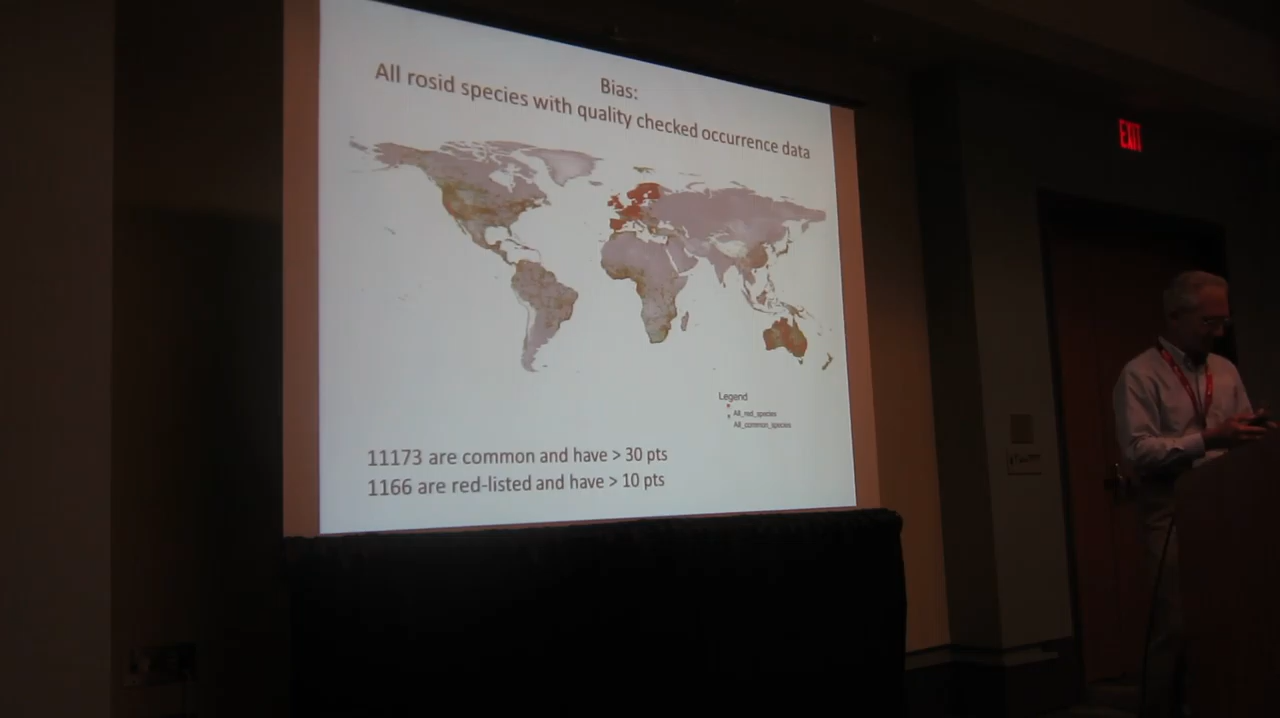 Bias:
All rosid species with quality checked occurrence data
Legend
All_red_species
All_common_species
11173 are common and have > 30 pts
1166 are red-listed and have > 10 pts
EXIT